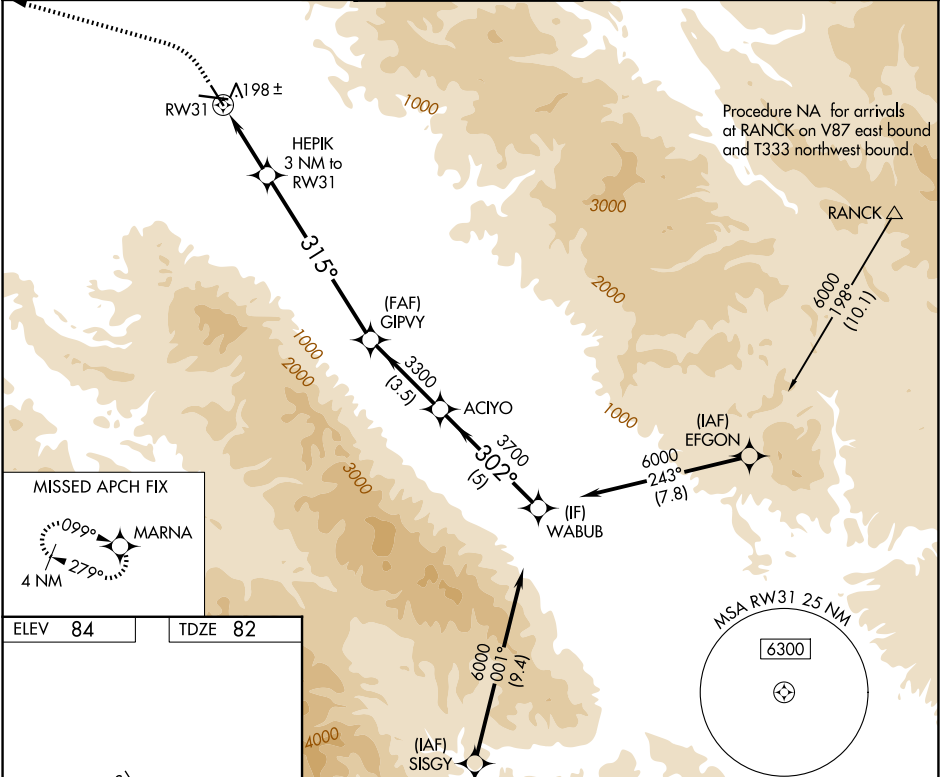 RW31
198 ±
1000
Procedure NA for arrivals
at RANCK on V87 east bound
and T333 northwest bound.
HEPIK
3 NM to
RW31
3000
RANCK
315°
6000
198°
(10.1)
2000
(FAF)
GIPVY
1000
2000
3300
(3.5)
ACIYO
1000
(IAF)
EFGON
3700
302°
(5)
6000
243°
(7.8)
3000
(IF)
WABUB
MISSED APCH FIX
099°
MARNA
279°
4 NM
MSA RW31 25 NM
6300
ELEV 84
TDZE 82
6000
001°
(9.4)
4000
(IAF)
SISGY